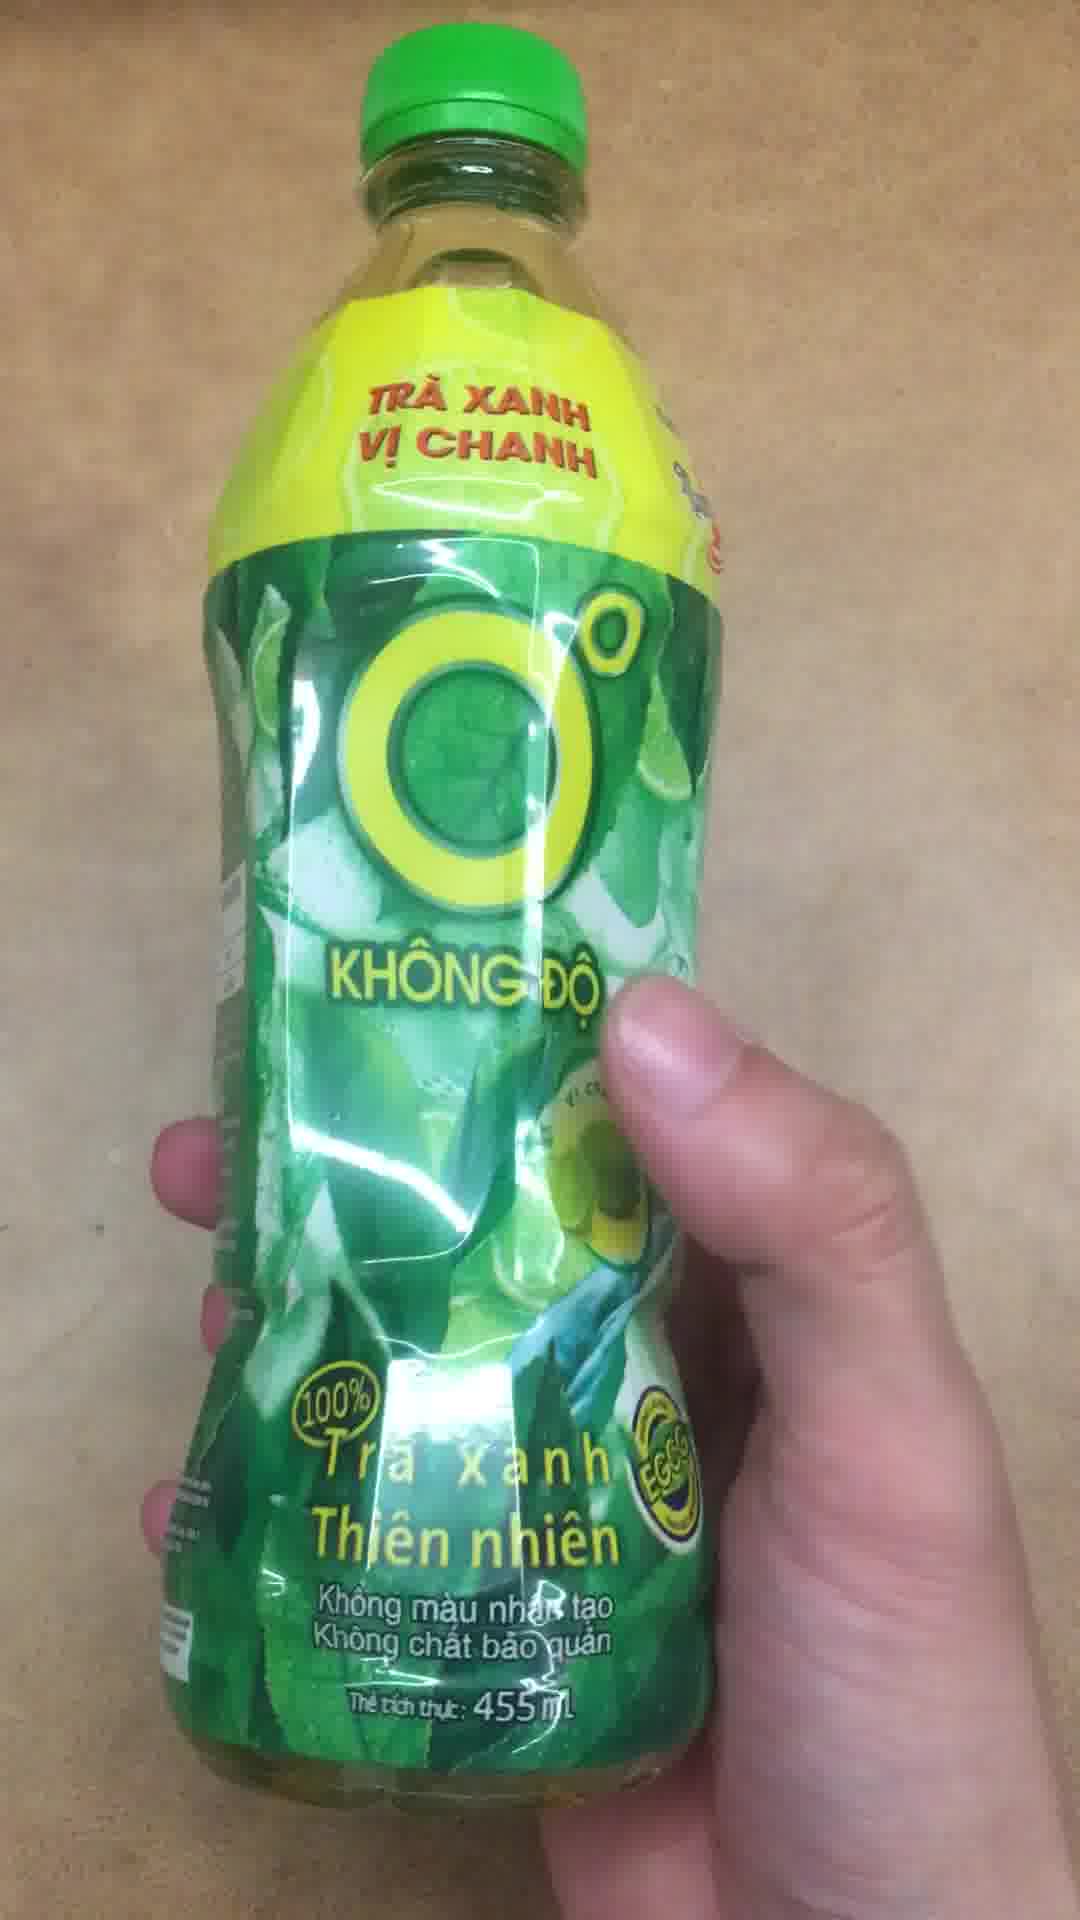 TRÀ XANH
VỊ CHANH
0°
KHÔNG ĐỘ
100%
Trà xanh
Thiên nhiên
EGCG
Không màu nhân tạo
Không chất bảo quản
Thể tích thực: 455 ml